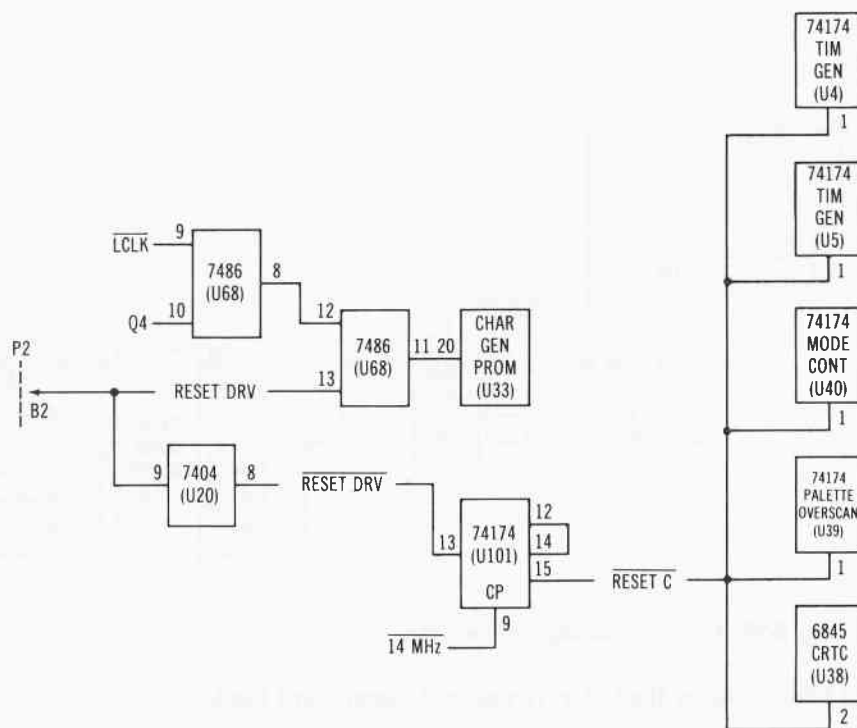 74174
TIM
GEN
(U4)
1
74174
TIM
GEN
(U5)
1
LCLK
9
7486
(U68)
8
Q4
10
12
7486
(U68)
11 20
CHAR
GEN
PROM
(U33)
74174
MODE
CONT
(U40)
1
P2
B2
RESET DRV
13
9
7404
(U20)
8
RESET DRV
13
74174
(U101)
CP
12
14
15
9
14 MHz
RESET C
74174
PALETTE
OVERSCAN
(U39)
1
6845
CRTC
(U38)
2